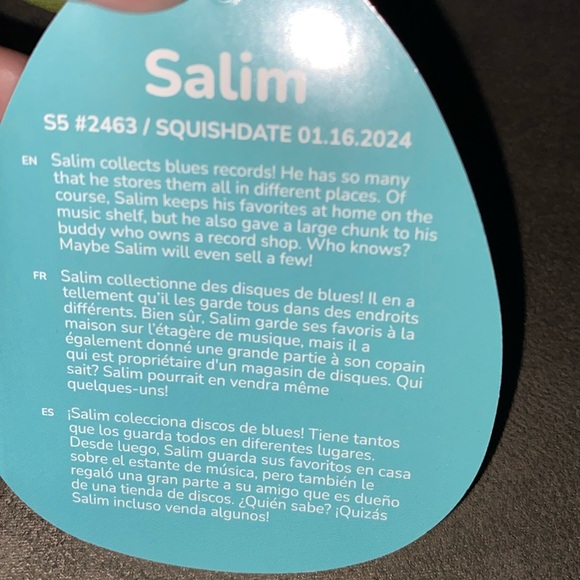 Salim
S5 #2463 / SQUISHDATE 01.16.2024
EN Salim collects blues records! He has so many
that he stores them all in different places. Of
course, Salim keeps his favorites at home on the
music shelf, but he also gave a large chunk to his
buddy who owns a record shop. Who knows?
Maybe Salim will even sell a few!
FR Salim collectionne des disques de blues! Il en a
tellement qu'il les garde tous dans des endroits
différents. Bien sûr, Salim garde ses favoris à la
maison sur l'étagère de musique, mais il a
également donné une grande partie à son copain
qui est propriétaire d'un magasin de disques. Qui
sait? Salim pourrait en vendra même
quelques-uns!
ES ¡Salim colecciona discos de blues! Tiene tantos
que los guarda todos en diferentes lugares.
Desde luego, Salim guarda sus favoritos en casa
sobre el estante de música, pero también le
regaló una gran parte a su amigo que es dueño
de una tienda de discos. ¿Quién sabe? ¡Quizás
Salim incluso venda algunos!